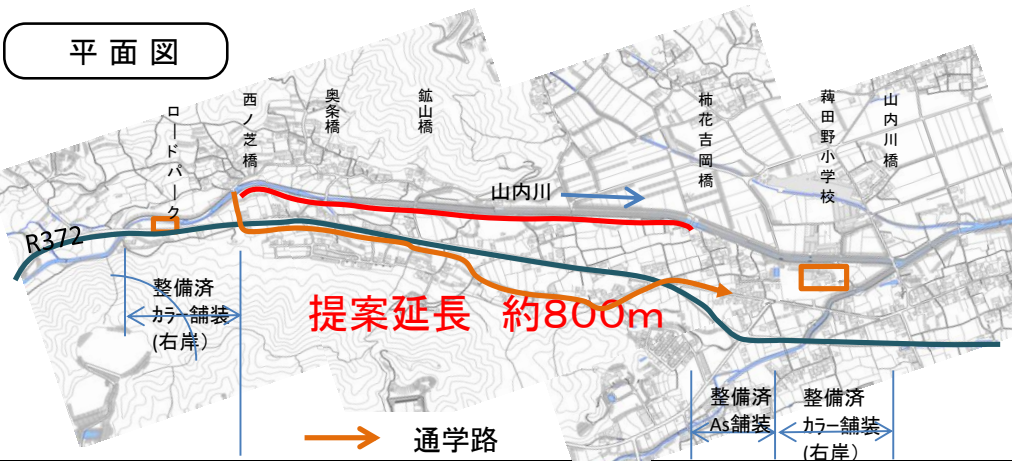 平面図
ロードパーク
西ノ芝橋
奥条橋
鉱山橋
柿花吉岡橋
薭田野小学校
山内川橋
山内川
R372
整備済
カラー舗装
(右岸)
提案延長 約800m
整備済
As舗装
整備済
カラー舗装
(右岸)
通学路